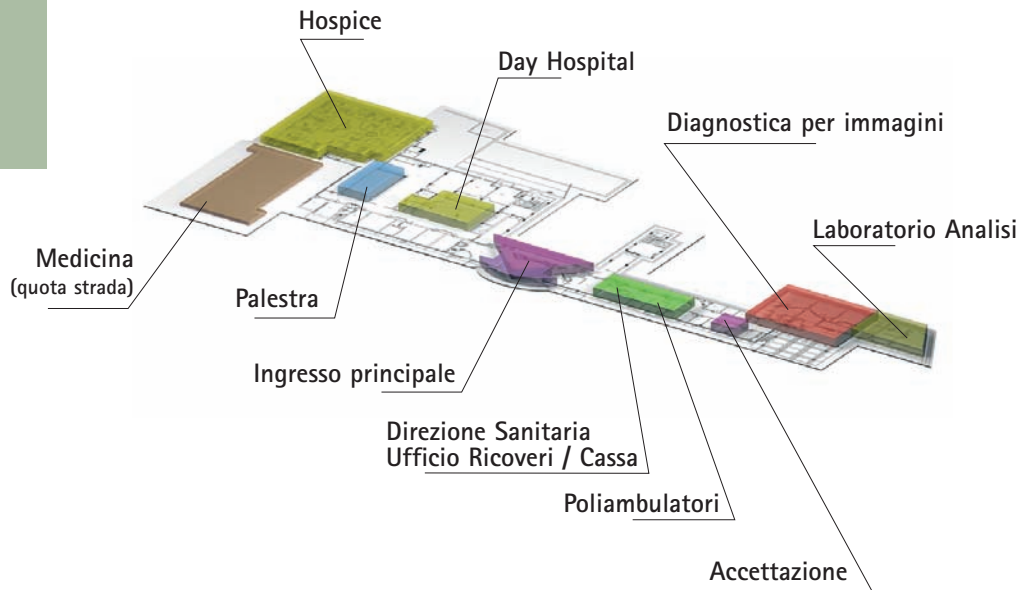 Hospice
Day Hospital
Diagnostica per immagini
Laboratorio Analisi
Medicina
(quota strada)
Palestra
Ingresso principale
Direzione Sanitaria
Ufficio Ricoveri / Cassa
Poliambulatori
Accettazione